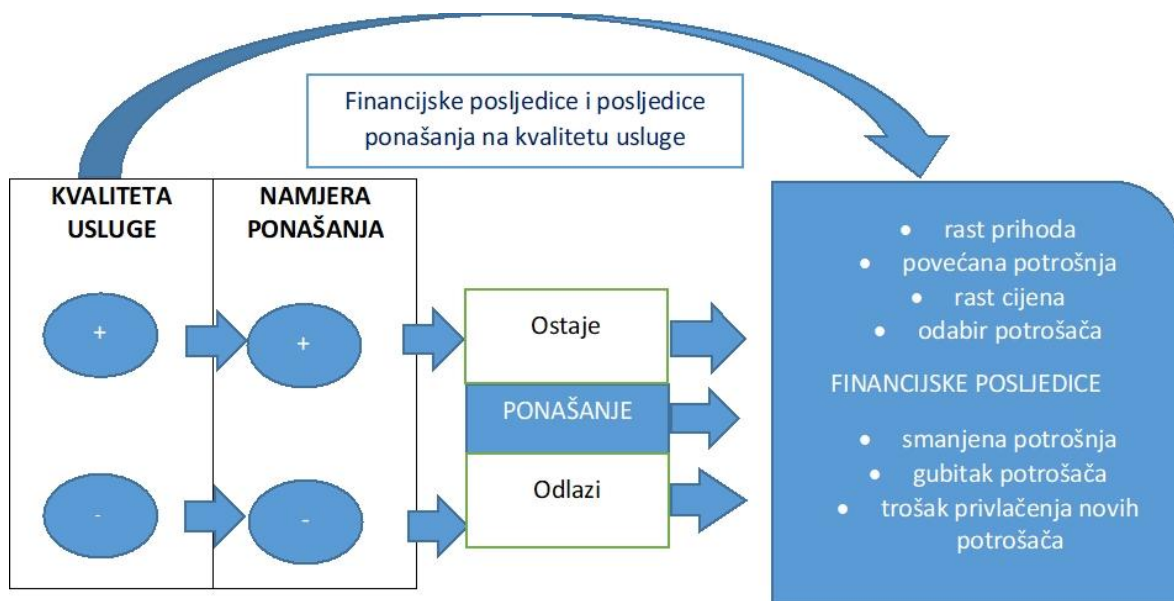 Financijske posljedice i posljedice
ponašanja na kvalitetu usluge
KVALITETA
USLUGE
NAMJERA
PONAŠANJA
+
+
-
-
Ostaje
PONAŠANJE
Odlazi
• rast prihoda
• povećana potrošnja
• rast cijena
• odabir potrošača
FINANCIJSKE POSLJEDICE
• smanjena potrošnja
• gubitak potrošača
• trošak privlačenja novih
potrošača